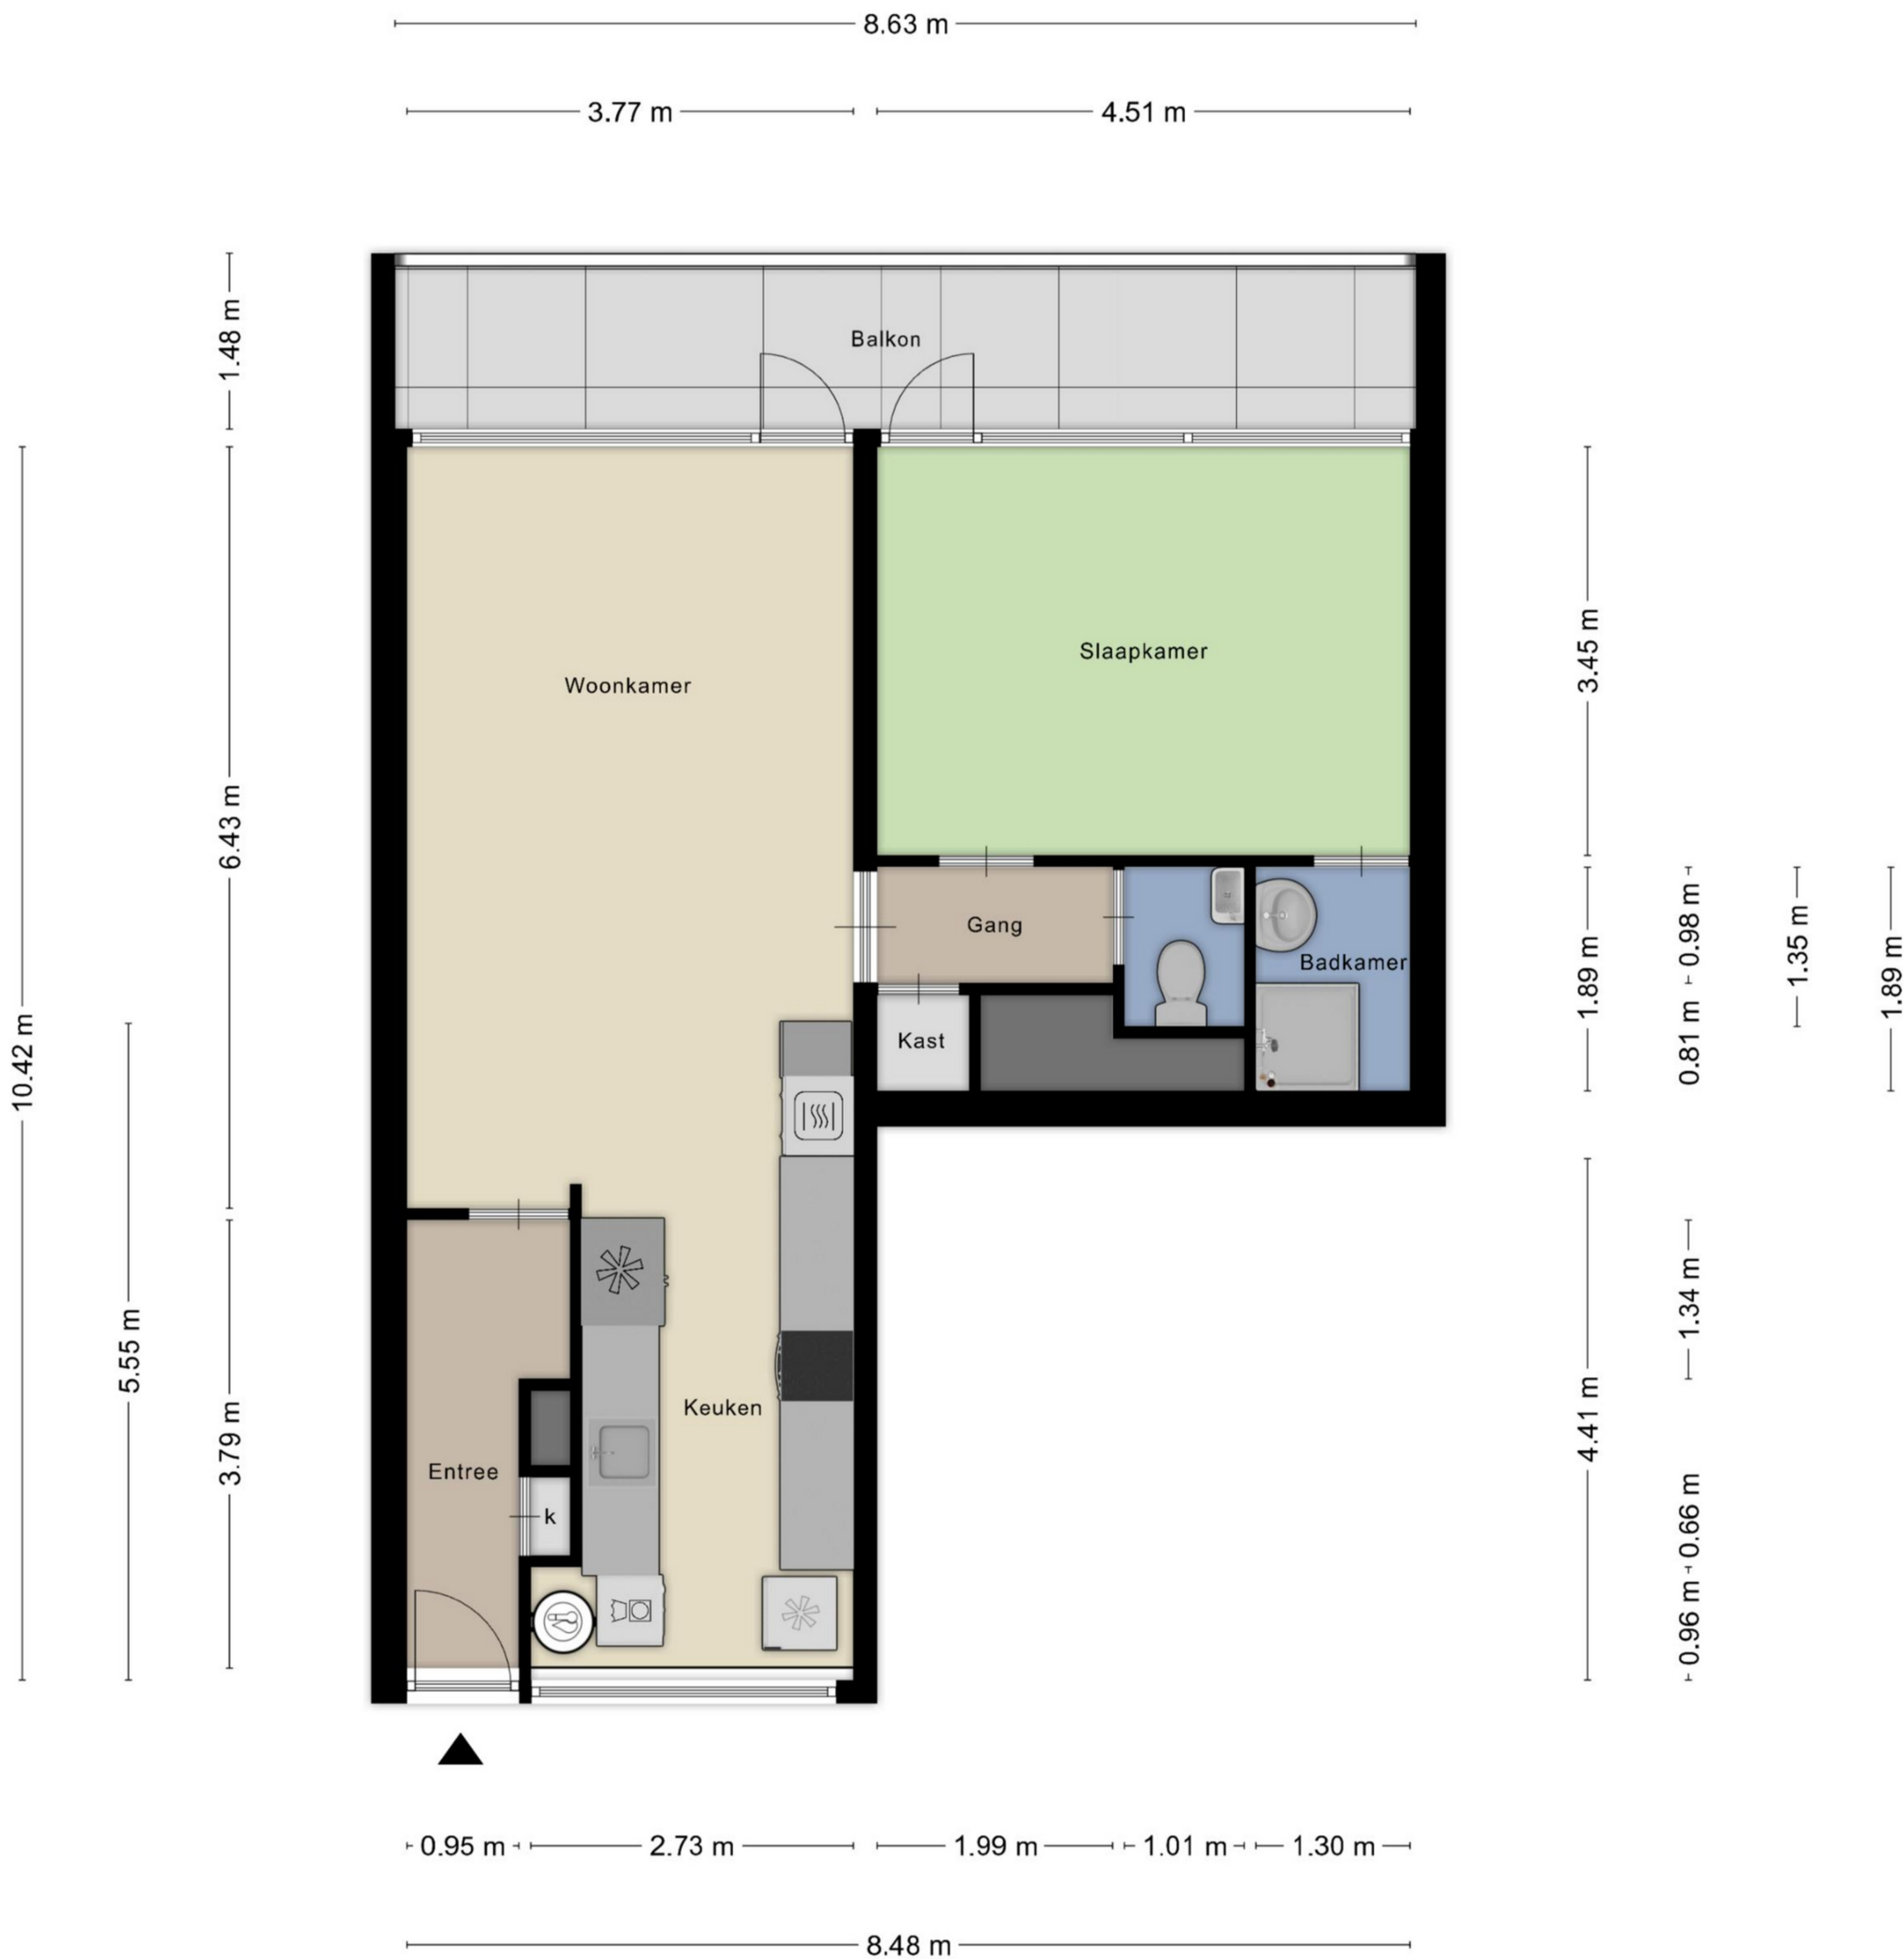 8.63 m
3.77 m
4.51 m
1.48 m
Balkon
6.43 m
10.42 m
5.55 m
3.79 m
Woonkamer
Slaapkamer
3.45 m
Gang
Badkamer
Kast
1.89 m
0.98 m
0.81 m
1.35 m
1.89 m
Keuken
Entree
k
4.41 m
1.34 m
0.66 m
0.96 m
0.95 m
2.73 m
1.99 m
1.01 m
1.30 m
8.48 m